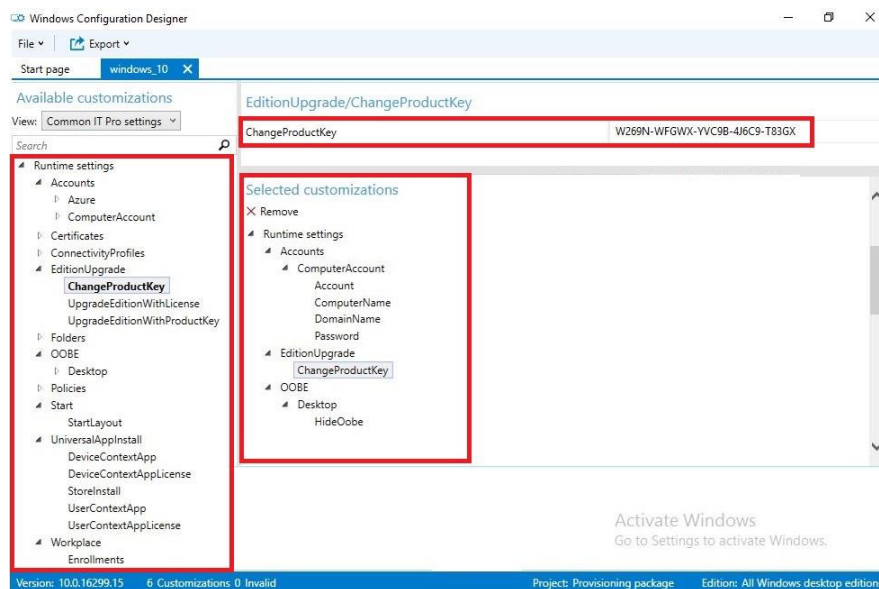 Windows Configuration Designer
File Export
Start page windows_10
Available customizations
View: Common IT Pro settings
Search
Runtime settings
Accounts
Azure
ComputerAccount
Certificates
ConnectivityProfiles
EditionUpgrade
ChangeProductKey
UpgradeEditionWithLicense
UpgradeEditionWithProductKey
Folders
OOBE
Desktop
Policies
Start
StartLayout
UniversalAppInstall
DeviceContextApp
DeviceContextAppLicense
StoreInstall
UserContextApp
UserContextAppLicense
Workplace
Enrollments
EditionUpgrade/ChangeProductKey
ChangeProductKey W269N-WFGWX-YVC9B-4J6C9-T83GX
Selected customizations
Remove
Runtime settings
Accounts
ComputerAccount
Account
ComputerName
DomainName
Password
EditionUpgrade
ChangeProductKey
OOBE
Desktop
HideOobe
Activate Windows
Go to Settings to activate Windows.
Version: 10.0.16299.15 6 Customizations 0 Invalid Project: Provisioning package Edition: All Windows desktop edition